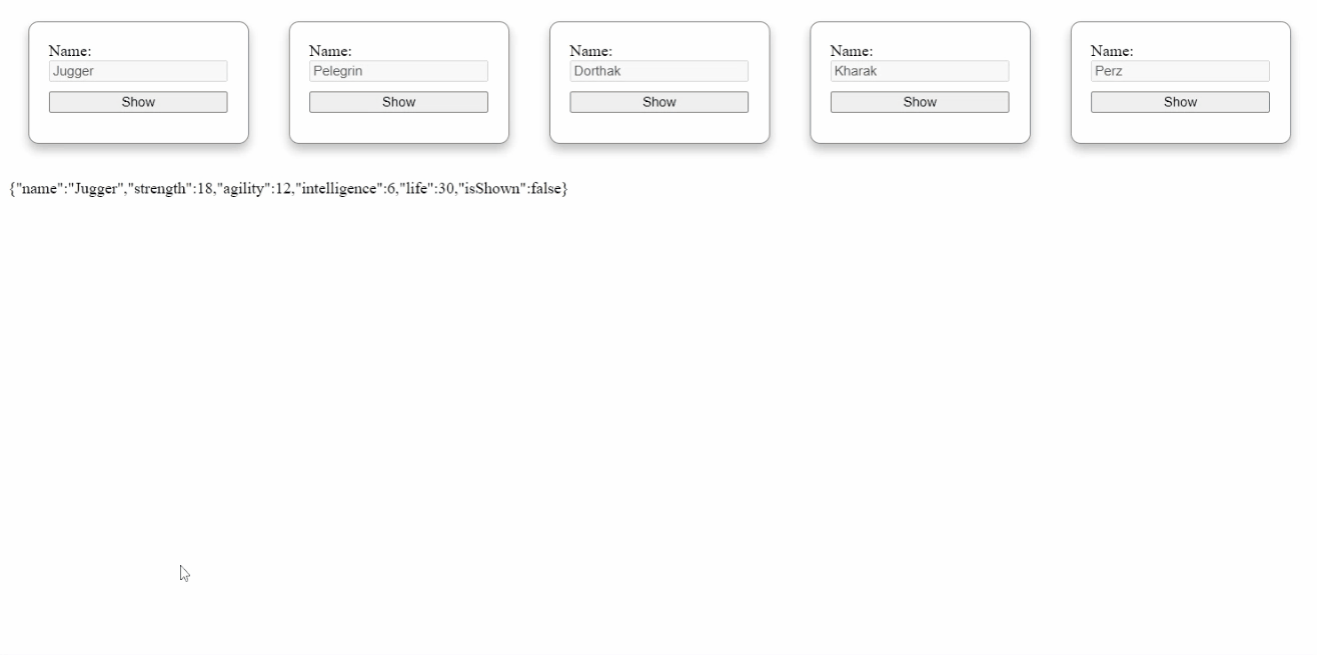 Name: Name: Name: Name: Name:
Jugger Pelegrin Dorthak Kharak Perz
Show Show Show Show Show
{"name":"Jugger","strength":18,"agility":12,"intelligence":6,"life":30,"isShown":false}